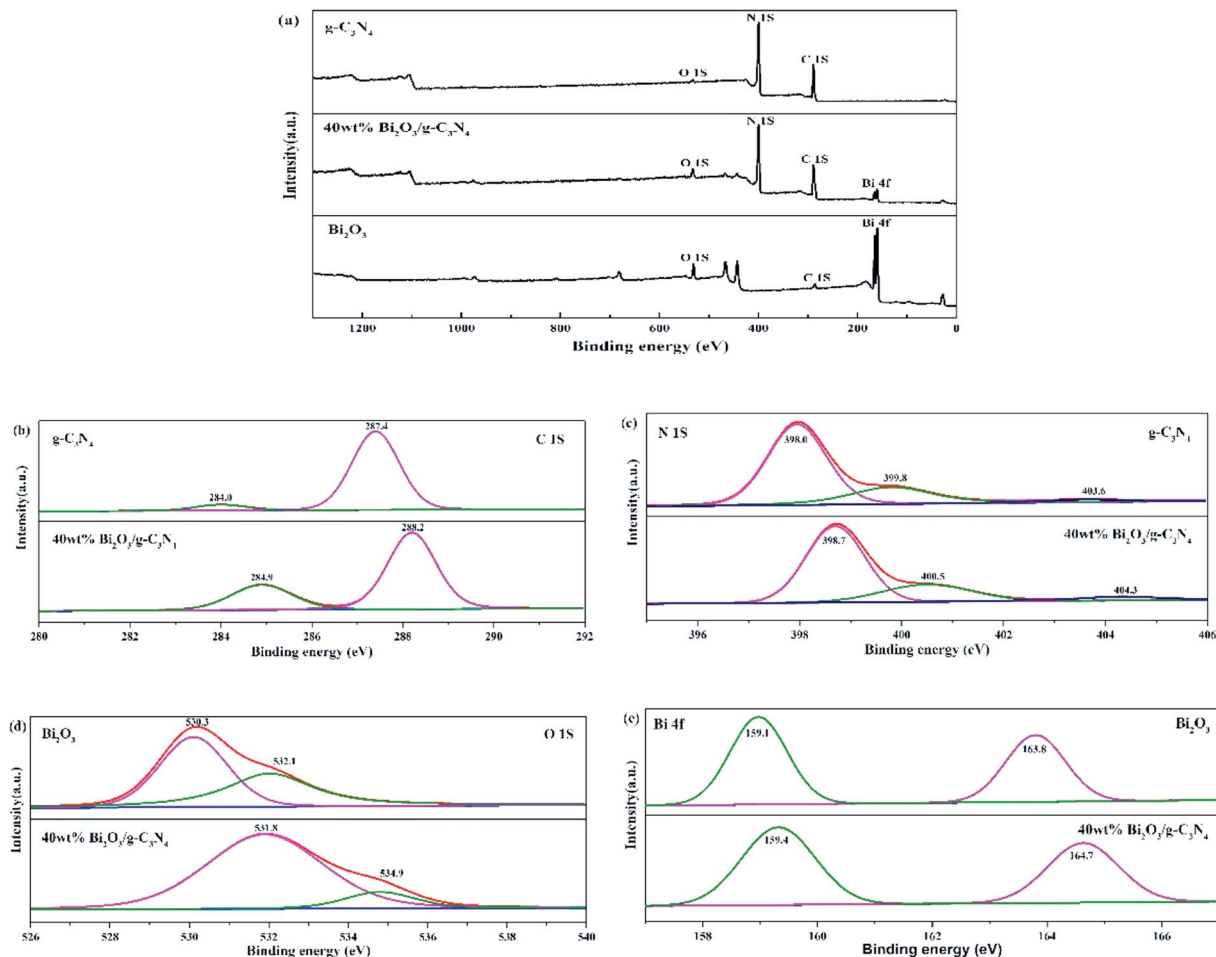 (a)
g-C₃N₄
N 1S
O 1S
C 1S
40wt% Bi₂O₃/g-C₃N₄
N 1S
O 1S
C 1S
Bi 4f
Bi₂O₃
Bi 4f
O 1S
C 1S
Intensity(a.u.)
1200 1000 800 600 400 200 0
Binding energy (eV)
(b)
g-C₃N₄
287.4
C 1S
284.0
40wt% Bi₂O₃/g-C₃N₁
288.2
284.9
Intensity(a.u.)
280 282 284 286 288 290 292
Binding energy (eV)
(c)
N 1S
g-C₃N₁
398.0
399.8
403.6
40wt% Bi₂O₃/g-C₃N₄
398.7
400.5
404.3
Intensity(a.u.)
396 398 400 402 404 406
Binding energy (eV)
(d)
Bi₂O₃
530.3
O 1S
532.1
40wt% Bi₂O₃/g-C₃N₄
531.8
534.9
Intensity(a.u.)
526 528 530 532 534 536 538 540
Binding energy (eV)
(e)
Bi 4f
Bi₂O₃
159.1
163.8
40wt% Bi₂O₃/g-C₃N₄
159.4
164.7
Intensity(a.u.)
158 160 162 164 166
Binding energy (eV)